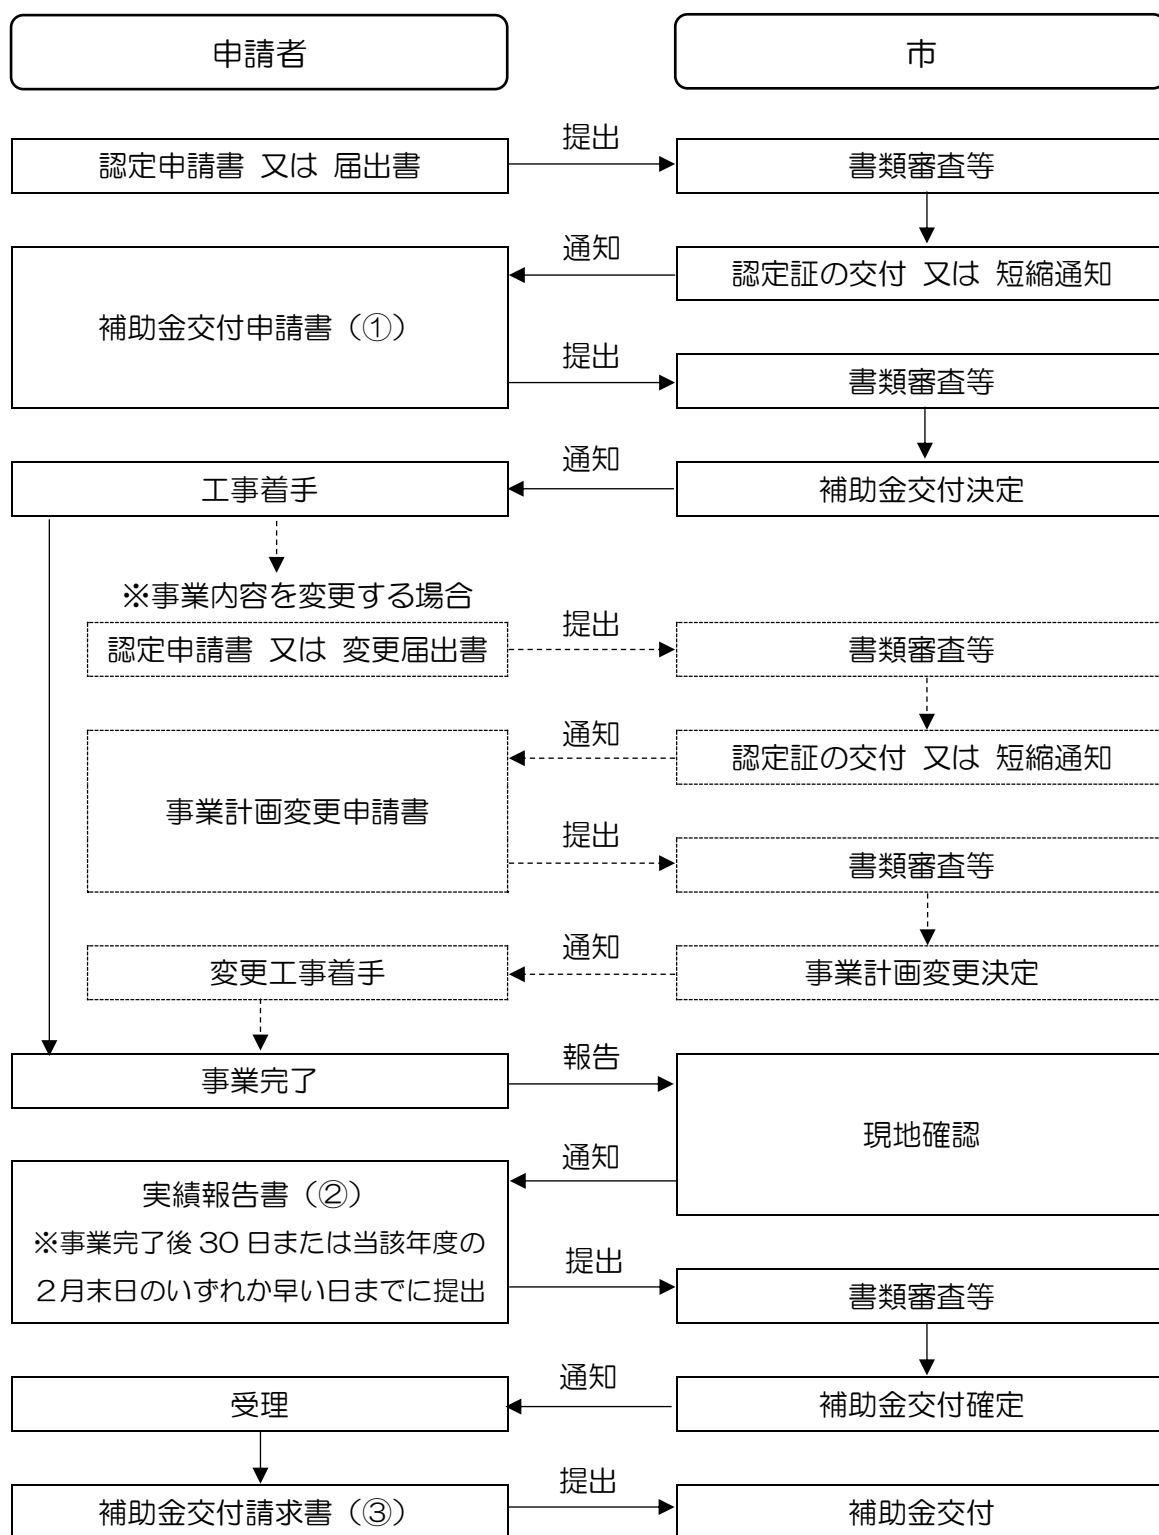 申請者
市
認定申請書 又は 届出書
提出
書類審査等
通知
認定証の交付 又は 短縮通知
補助金交付申請書（①）
提出
書類審査等
工事着手
通知
補助金交付決定
※事業内容を変更する場合
認定申請書 又は 変更届出書
提出
書類審査等
通知
認定証の交付 又は 短縮通知
事業計画変更申請書
提出
書類審査等
変更工事着手
通知
事業計画変更決定
事業完了
報告
現地確認
通知
実績報告書（②）
※事業完了後 30 日または当該年度の
２月末日のいずれか早い日までに提出
提出
書類審査等
受理
通知
補助金交付確定
補助金交付請求書（③）
提出
補助金交付